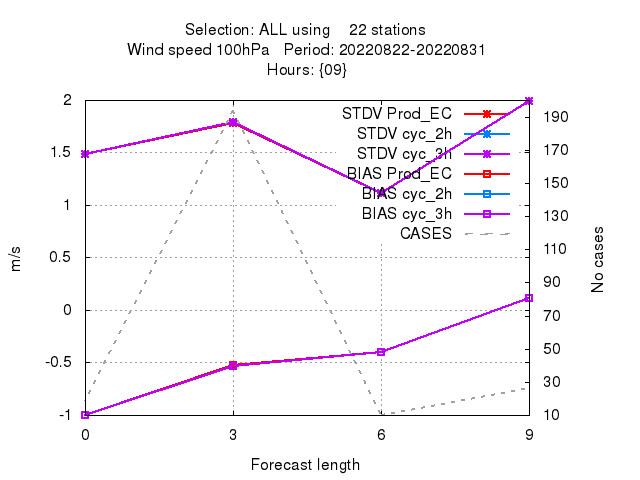 Selection: ALL using 22 stations
Wind speed 100hPa Period: 20220822-20220831
Hours: {09}
2
1.5
1
0.5
0
-0.5
-1
m/s
STDV Prod_EC
STDV cyc_2h
STDV cyc_3h
BIAS Prod_EC
BIAS cyc_2h
BIAS cyc_3h
CASES
190
170
150
130
110
90
70
50
30
10
No cases
0 3 6 9
Forecast length